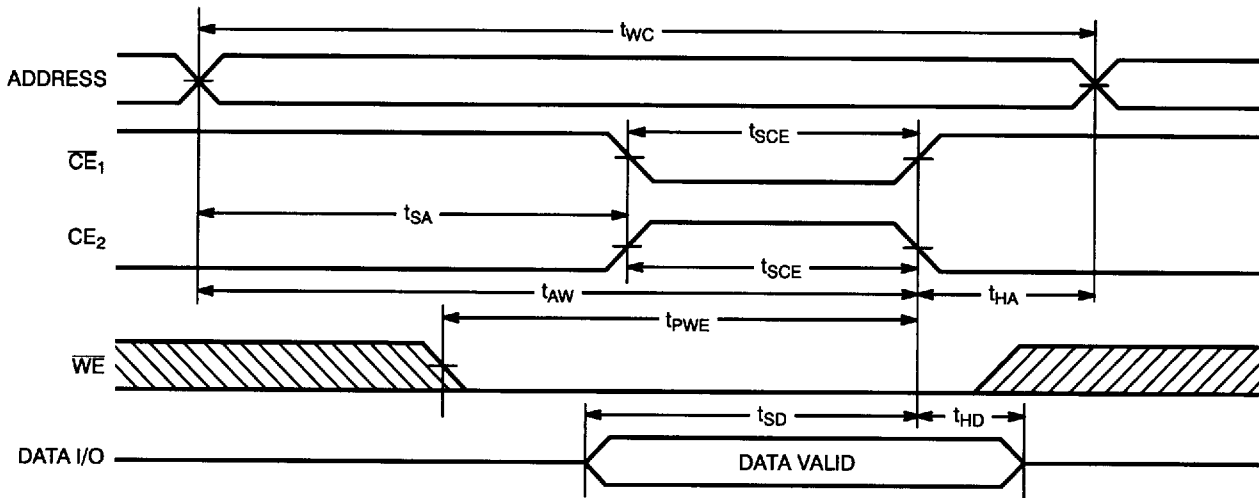 tWC
ADDRESS
tSCE
CE1
tSA
CE2
tSCE
tAW
tHA
tPWE
WE
tSD
tHD
DATA I/O
DATA VALID